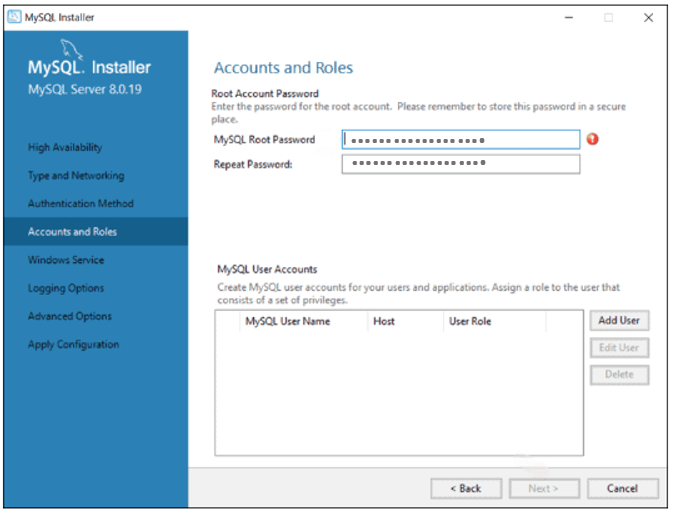 MySQL Installer
MySQL. Installer
MySQL Server 8.0.19
High Availability
Type and Networking
Authentication Method
Accounts and Roles
Windows Service
Logging Options
Advanced Options
Apply Configuration
Accounts and Roles
Root Account Password
Enter the password for the root account. Please remember to store this password in a secure
place.
MySQL Root Password
Repeat Password:
MySQL User Accounts
Create MySQL user accounts for your users and applications. Assign a role to the user that
consists of a set of privileges.
MySQL User Name Host User Role
Add User
Edit User
Delete
< Back Next > Cancel